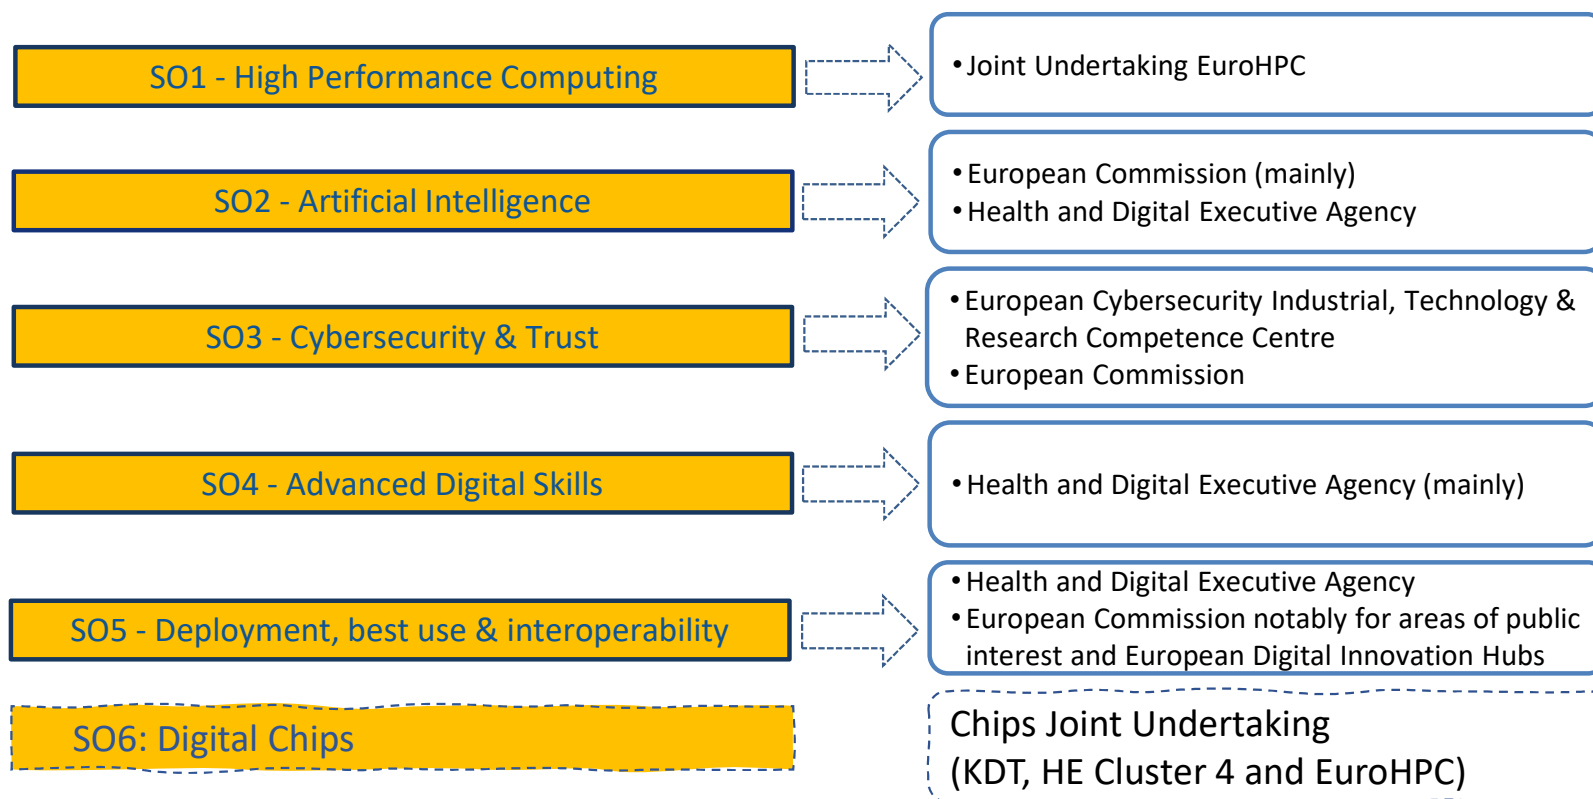 SO1 - High Performance Computing
• Joint Undertaking EuroHPC
SO2 - Artificial Intelligence
• European Commission (mainly)
• Health and Digital Executive Agency
SO3 - Cybersecurity & Trust
• European Cybersecurity Industrial, Technology &
Research Competence Centre
• European Commission
SO4 - Advanced Digital Skills
• Health and Digital Executive Agency (mainly)
SO5 - Deployment, best use & interoperability
• Health and Digital Executive Agency
• European Commission notably for areas of public
interest and European Digital Innovation Hubs
SO6: Digital Chips
Chips Joint Undertaking
(KDT, HE Cluster 4 and EuroHPC)